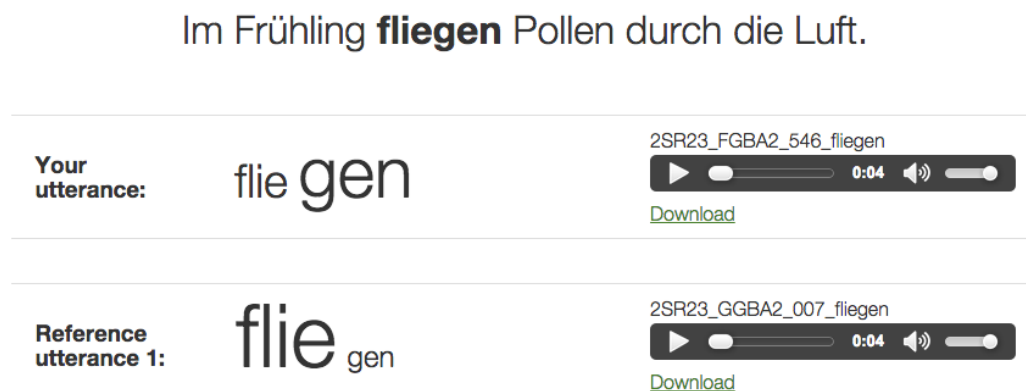 Im Frühling fliegen Pollen durch die Luft.
Your
utterance:
flie gen
2SR23_FGBA2_546_fliegen
0:04
Download
Reference
utterance 1:
flie gen
2SR23_GGBA2_007_fliegen
0:04
Download